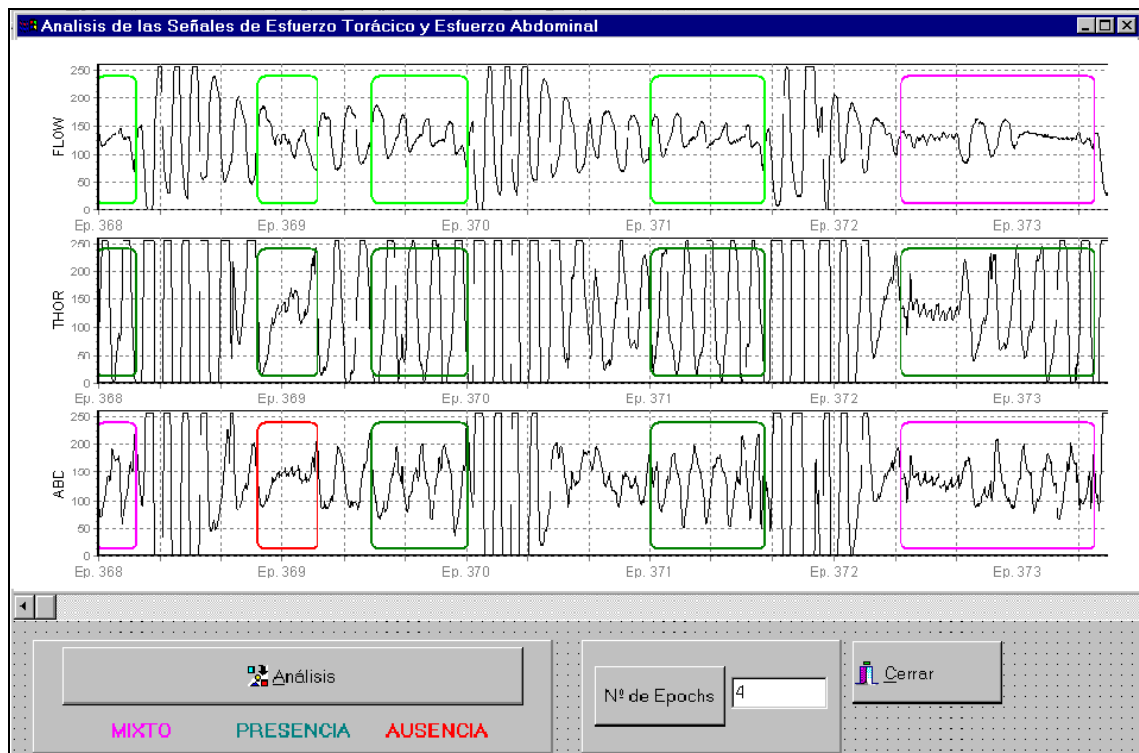 Analisis de las Señales de Esfuerzo Torácico y Esfuerzo Abdominal
250
200
150
100
50
0
FLOW
Ep. 368 Ep. 369 Ep. 370 Ep. 371 Ep. 372 Ep. 373
250
200
150
100
50
0
THOR
Ep. 368 Ep. 369 Ep. 370 Ep. 371 Ep. 372 Ep. 373
250
200
150
100
50
0
ABC
Ep. 368 Ep. 369 Ep. 370 Ep. 371 Ep. 372 Ep. 373
Análisis
MIXTO PRESENCIA AUSENCIA
Nº de Epochs 4
Cerrar